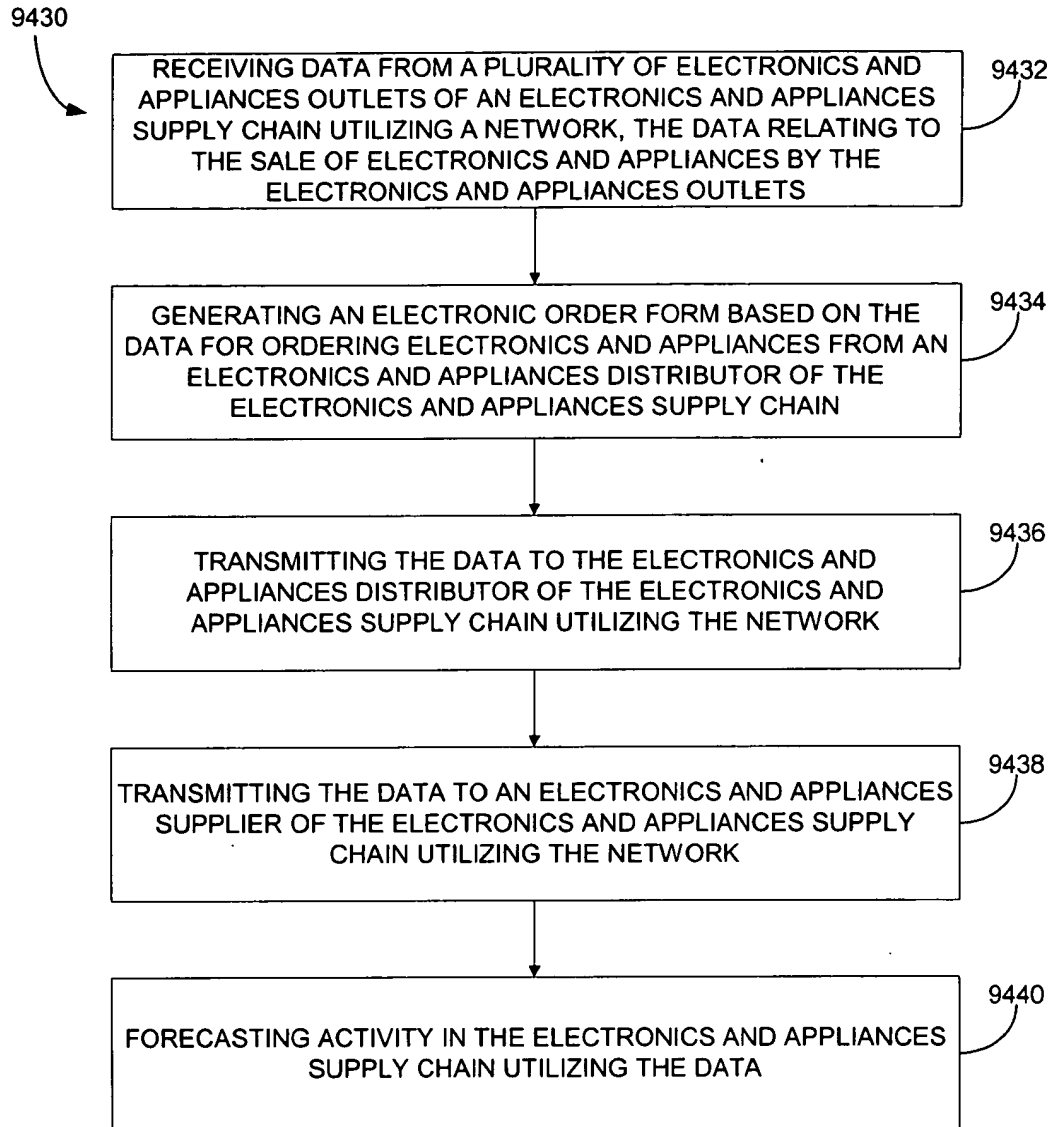 9430
RECEIVING DATA FROM A PLURALITY OF ELECTRONICS AND
APPLIANCES OUTLETS OF AN ELECTRONICS AND APPLIANCES
SUPPLY CHAIN UTILIZING A NETWORK, THE DATA RELATING TO
THE SALE OF ELECTRONICS AND APPLIANCES BY THE
ELECTRONICS AND APPLIANCES OUTLETS
9432
GENERATING AN ELECTRONIC ORDER FORM BASED ON THE
DATA FOR ORDERING ELECTRONICS AND APPLIANCES FROM AN
ELECTRONICS AND APPLIANCES DISTRIBUTOR OF THE
ELECTRONICS AND APPLIANCES SUPPLY CHAIN
9434
TRANSMITTING THE DATA TO THE ELECTRONICS AND
APPLIANCES DISTRIBUTOR OF THE ELECTRONICS AND
APPLIANCES SUPPLY CHAIN UTILIZING THE NETWORK
9436
TRANSMITTING THE DATA TO AN ELECTRONICS AND APPLIANCES
SUPPLIER OF THE ELECTRONICS AND APPLIANCES SUPPLY
CHAIN UTILIZING THE NETWORK
9438
FORECASTING ACTIVITY IN THE ELECTRONICS AND APPLIANCES
SUPPLY CHAIN UTILIZING THE DATA
9440